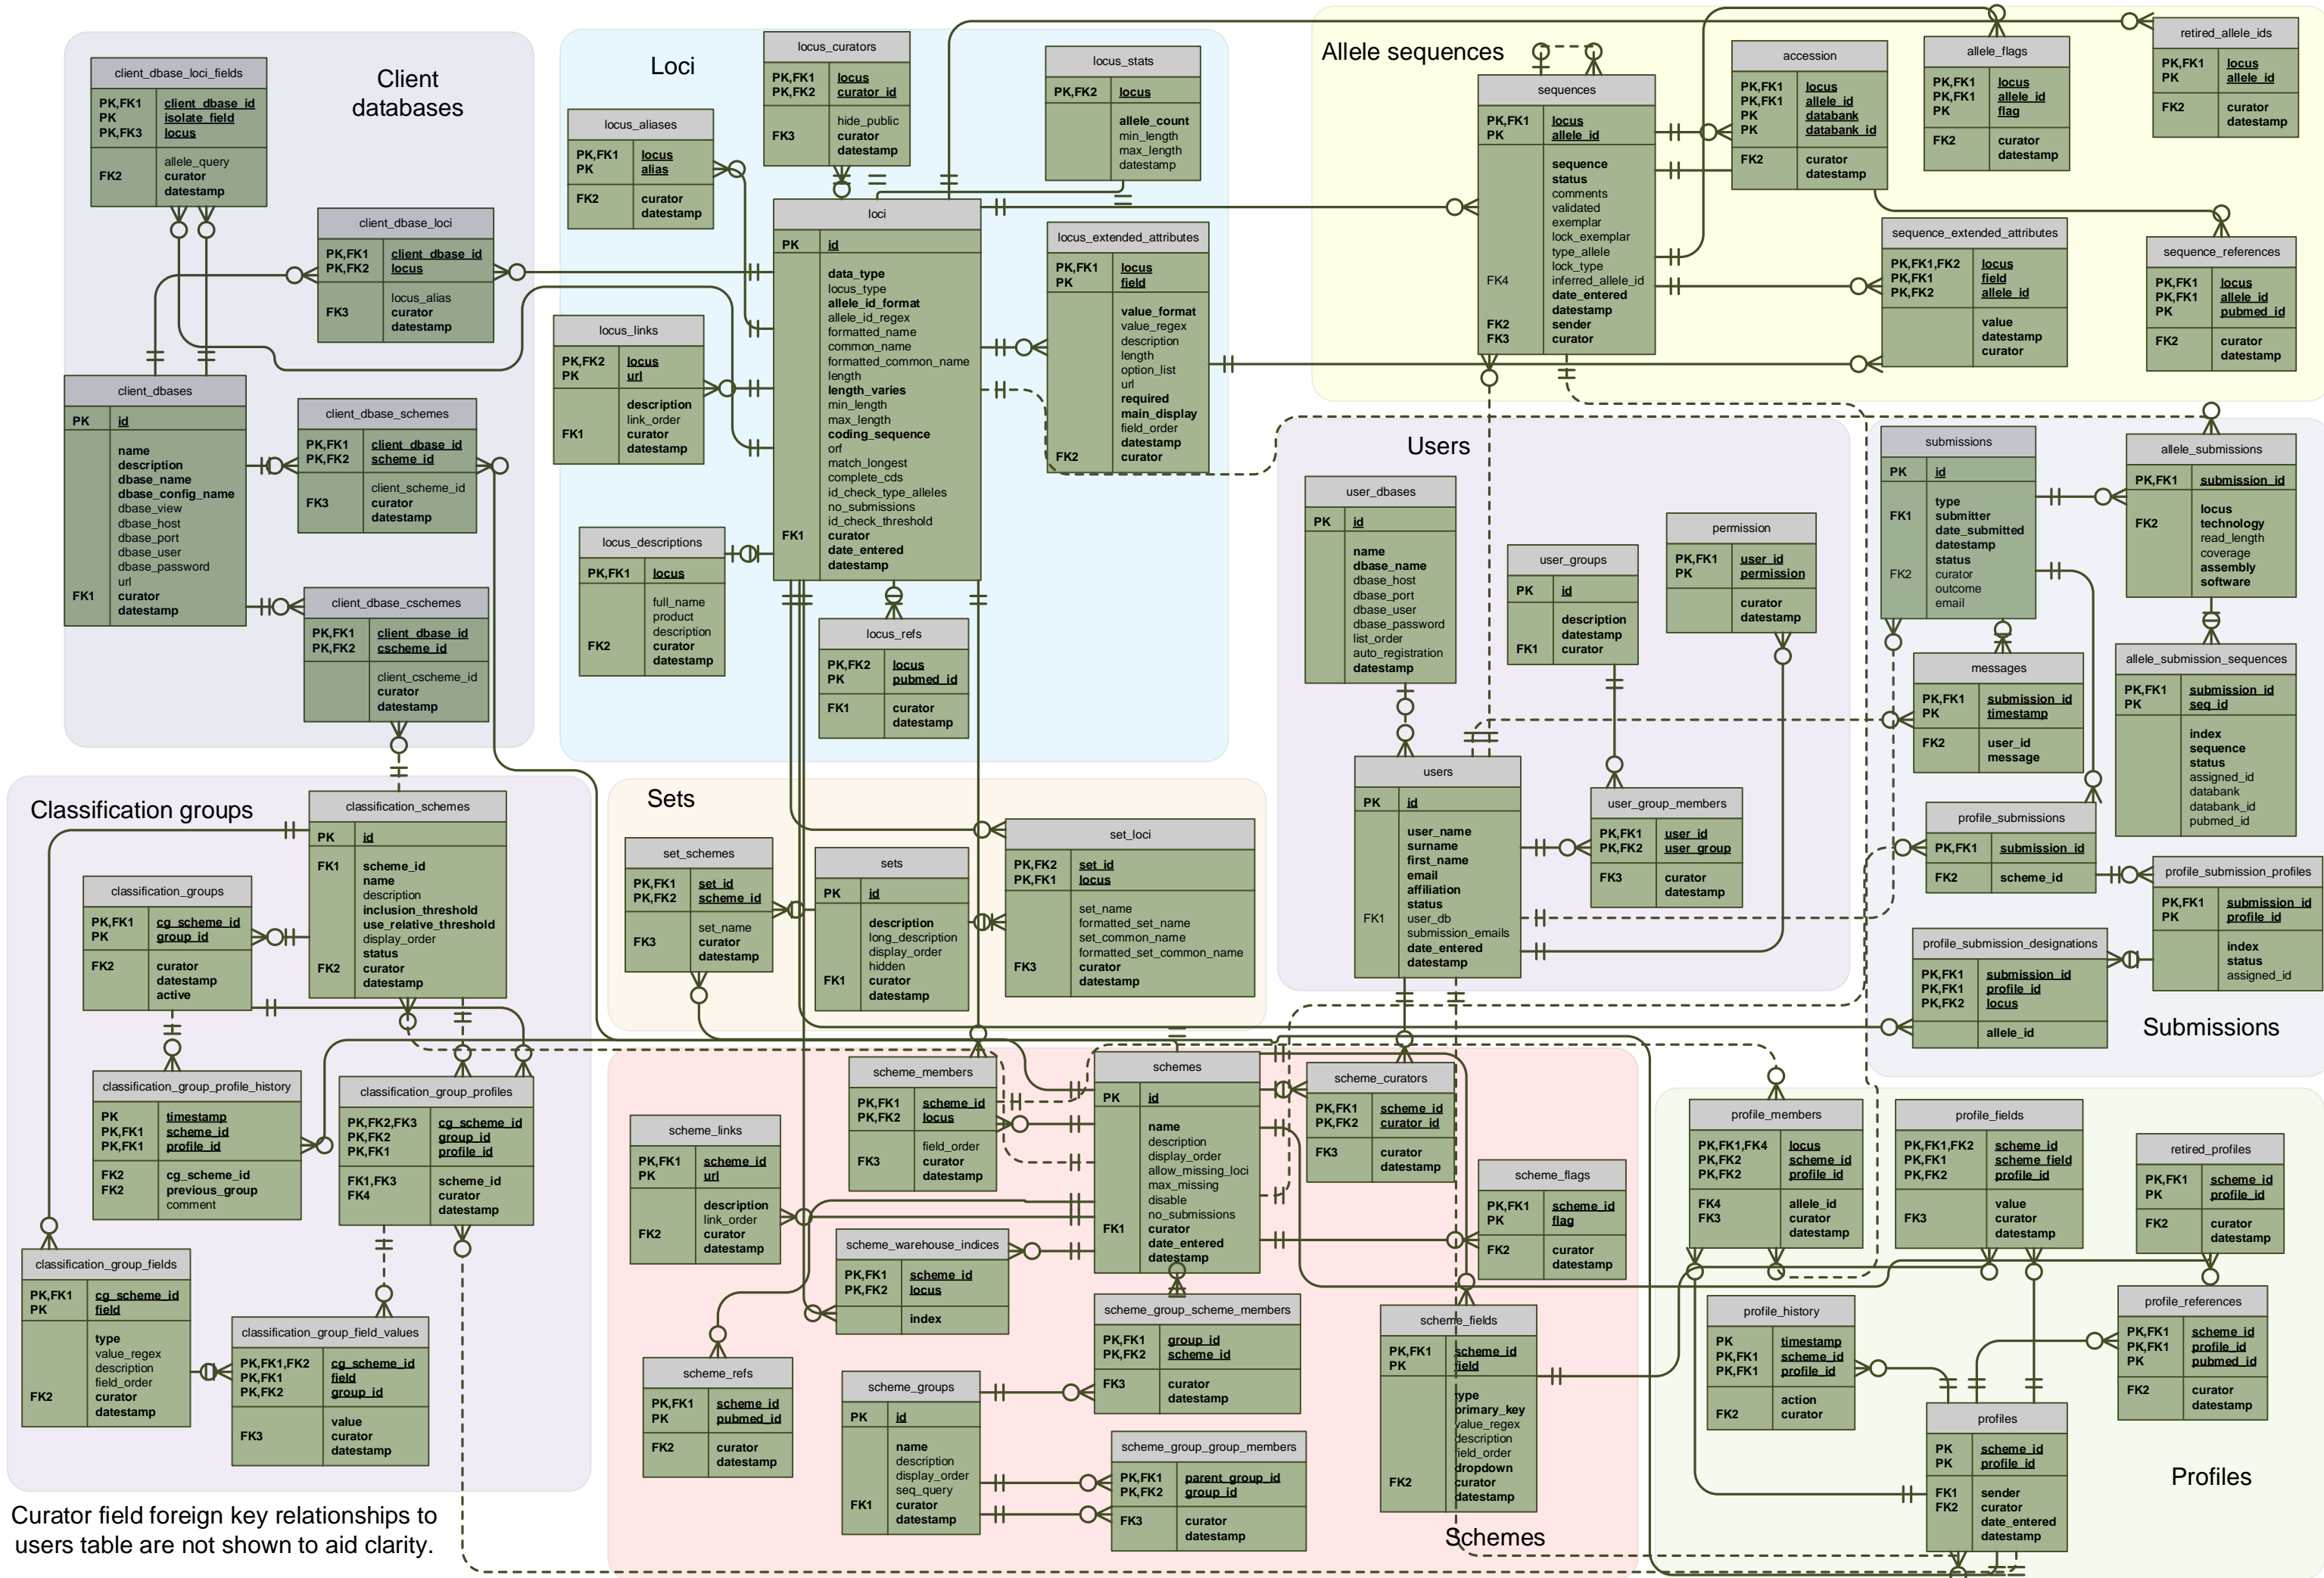 Client
databases
client_dbase_loci_fields
PK,FK1 client_dbase_id
PK isolate_field
PK,FK3 locus
allele_query
FK2 curator
datestamp
client_dbase_loci
PK,FK1 client_dbase_id
PK,FK2 locus
locus_alias
FK3 curator
datestamp
client_dbases
PK id
name
description
dbase_name
dbase_config_name
dbase_view
dbase_host
dbase_port
dbase_user
dbase_password
url
FK1 curator
datestamp
client_dbase_schemes
PK,FK1 client_dbase_id
PK,FK2 scheme_id
client_scheme_id
FK3 curator
datestamp
client_dbase_cschemes
PK,FK1 client_dbase_id
PK,FK2 cscheme_id
client_cscheme_id
curator
datestamp
Loci
locus_curators
PK,FK1 locus
PK,FK2 curator_id
hide_public
FK3 curator
datestamp
locus_stats
PK,FK2 locus
allele_count
min_length
max_length
datestamp
locus_aliases
PK,FK1 locus
PK alias
FK2 curator
datestamp
loci
PK id
data_type
locus_type
allele_id_format
allele_id_regex
formatted_name
common_name
formatted_common_name
length
length_varies
min_length
max_length
coding_sequence
orf
match_longest
complete_cds
id_check_type_alleles
no_submissions
id_check_threshold
FK1 curator
date_entered
datestamp
locus_extended_attributes
PK,FK1 locus
PK field
value_format
value_regex
description
length
option_list
url
required
main_display
field_order
datestamp
FK2 curator
locus_links
PK,FK2 locus
PK url
description
link_order
FK1 curator
datestamp
locus_descriptions
PK,FK1 locus
full_name
product
description
FK2 curator
datestamp
locus_refs
PK,FK2 locus
PK pubmed_id
FK1 curator
datestamp
Allele sequences
sequences
PK,FK1 locus
PK allele_id
sequence
status
comments
validated
exemplar
lock_exemplar
type_allele
lock_type
FK4 inferred_allele_id
date_entered
datestamp
FK2 sender
FK3 curator
accession
PK,FK1 locus
PK,FK1 allele_id
PK databank
PK databank_id
FK2 curator
datestamp
allele_flags
PK,FK1 locus
PK,FK1 allele_id
PK flag
FK2 curator
datestamp
retired_allele_ids
PK,FK1 locus
PK allele_id
FK2 curator
datestamp
sequence_extended_attributes
PK,FK1,FK2 locus
PK,FK1 field
PK,FK2 allele_id
value
datestamp
curator
sequence_references
PK,FK1 locus
PK,FK1 allele_id
PK pubmed_id
FK2 curator
datestamp
Users
user_dbases
PK id
name
dbase_name
dbase_host
dbase_port
dbase_user
dbase_password
list_order
auto_registration
datestamp
user_groups
PK id
description
datestamp
FK1 curator
permission
PK,FK1 user_id
PK permission
curator
datestamp
users
PK id
user_name
surname
first_name
email
affiliation
status
FK1 user_db
submission_emails
date_entered
datestamp
user_group_members
PK,FK1 user_id
PK,FK2 user_group
FK3 curator
datestamp
submissions
PK id
type
FK1 submitter
date_submitted
datestamp
status
FK2 curator
outcome
email
allele_submissions
PK,FK1 submission_id
FK2 locus
technology
read_length
coverage
assembly
software
messages
PK,FK1 submission_id
PK timestamp
FK2 user_id
message
allele_submission_sequences
PK,FK1 submission_id
PK seq_id
index
sequence
status
assigned_id
databank
databank_id
pubmed_id
profile_submissions
PK,FK1 submission_id
FK2 scheme_id
profile_submission_profiles
PK,FK1 submission_id
PK profile_id
index
status
assigned_id
profile_submission_designations
PK,FK1 submission_id
PK,FK1 profile_id
PK,FK2 locus
allele_id
Submissions
Classification groups
classification_schemes
PK id
FK1 scheme_id
name
description
inclusion_threshold
use_relative_threshold
display_order
status
FK2 curator
datestamp
classification_groups
PK,FK1 cg_scheme_id
PK group_id
FK2 curator
datestamp
active
classification_group_profile_history
PK timestamp
PK,FK1 scheme_id
PK,FK1 profile_id
FK2 cg_scheme_id
FK2 previous_group
comment
classification_group_profiles
PK,FK2,FK3 cg_scheme_id
PK,FK2 group_id
PK,FK1 profile_id
FK1,FK3 scheme_id
FK4 curator
datestamp
classification_group_fields
PK,FK1 cg_scheme_id
PK field
type
value_regex
description
field_order
FK2 curator
datestamp
classification_group_field_values
PK,FK1,FK2 cg_scheme_id
PK,FK1 field
PK,FK2 group_id
value
FK3 curator
datestamp
Curator field foreign key relationships to
users table are not shown to aid clarity.
Sets
set_schemes
PK,FK1 set_id
PK,FK2 scheme_id
set_name
FK3 curator
datestamp
sets
PK id
description
long_description
display_order
hidden
FK1 curator
datestamp
set_loci
PK,FK2 set_id
PK,FK1 locus
set_name
formatted_set_name
set_common_name
formatted_set_common_name
FK3 curator
datestamp
scheme_members
PK,FK1 scheme_id
PK,FK2 locus
field_order
FK3 curator
datestamp
schemes
PK id
name
description
display_order
allow_missing_loci
max_missing
disable
no_submissions
FK1 curator
date_entered
datestamp
scheme_curators
PK,FK1 scheme_id
PK,FK2 curator_id
FK3 curator
datestamp
scheme_links
PK,FK1 scheme_id
PK url
description
link_order
FK2 curator
datestamp
scheme_flags
PK,FK1 scheme_id
PK flag
FK2 curator
datestamp
scheme_warehouse_indices
PK,FK1 scheme_id
PK,FK2 locus
index
scheme_group_scheme_members
PK,FK1 group_id
PK,FK2 scheme_id
FK3 curator
datestamp
scheme_fields
PK,FK1 scheme_id
PK field
type
primary_key
value_regex
description
field_order
dropdown
FK2 curator
datestamp
scheme_refs
PK,FK1 scheme_id
PK pubmed_id
FK2 curator
datestamp
scheme_groups
PK id
name
description
display_order
seq_query
FK1 curator
datestamp
scheme_group_group_members
PK,FK1 parent_group_id
PK,FK2 group_id
FK3 curator
datestamp
Schemes
profile_members
PK,FK1,FK4 locus
PK,FK2 scheme_id
PK,FK2 profile_id
FK4 allele_id
FK3 curator
datestamp
profile_fields
PK,FK1,FK2 scheme_id
PK,FK1 scheme_field
PK,FK2 profile_id
value
FK3 curator
datestamp
retired_profiles
PK,FK1 scheme_id
PK profile_id
FK2 curator
datestamp
profile_history
PK timestamp
PK,FK1 scheme_id
PK,FK1 profile_id
action
FK2 curator
profile_references
PK,FK1 scheme_id
PK,FK1 profile_id
PK pubmed_id
FK2 curator
datestamp
profiles
PK scheme_id
PK profile_id
FK1 sender
FK2 curator
date_entered
datestamp
Profiles